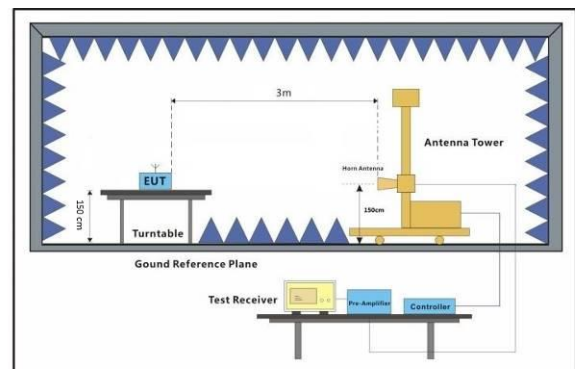 3m
Antenna Tower
Horn Antenna
EUT
150 cm
150cm
Turntable
Gound Reference Plane
Test Receiver
Pre-Amplifier
Controller